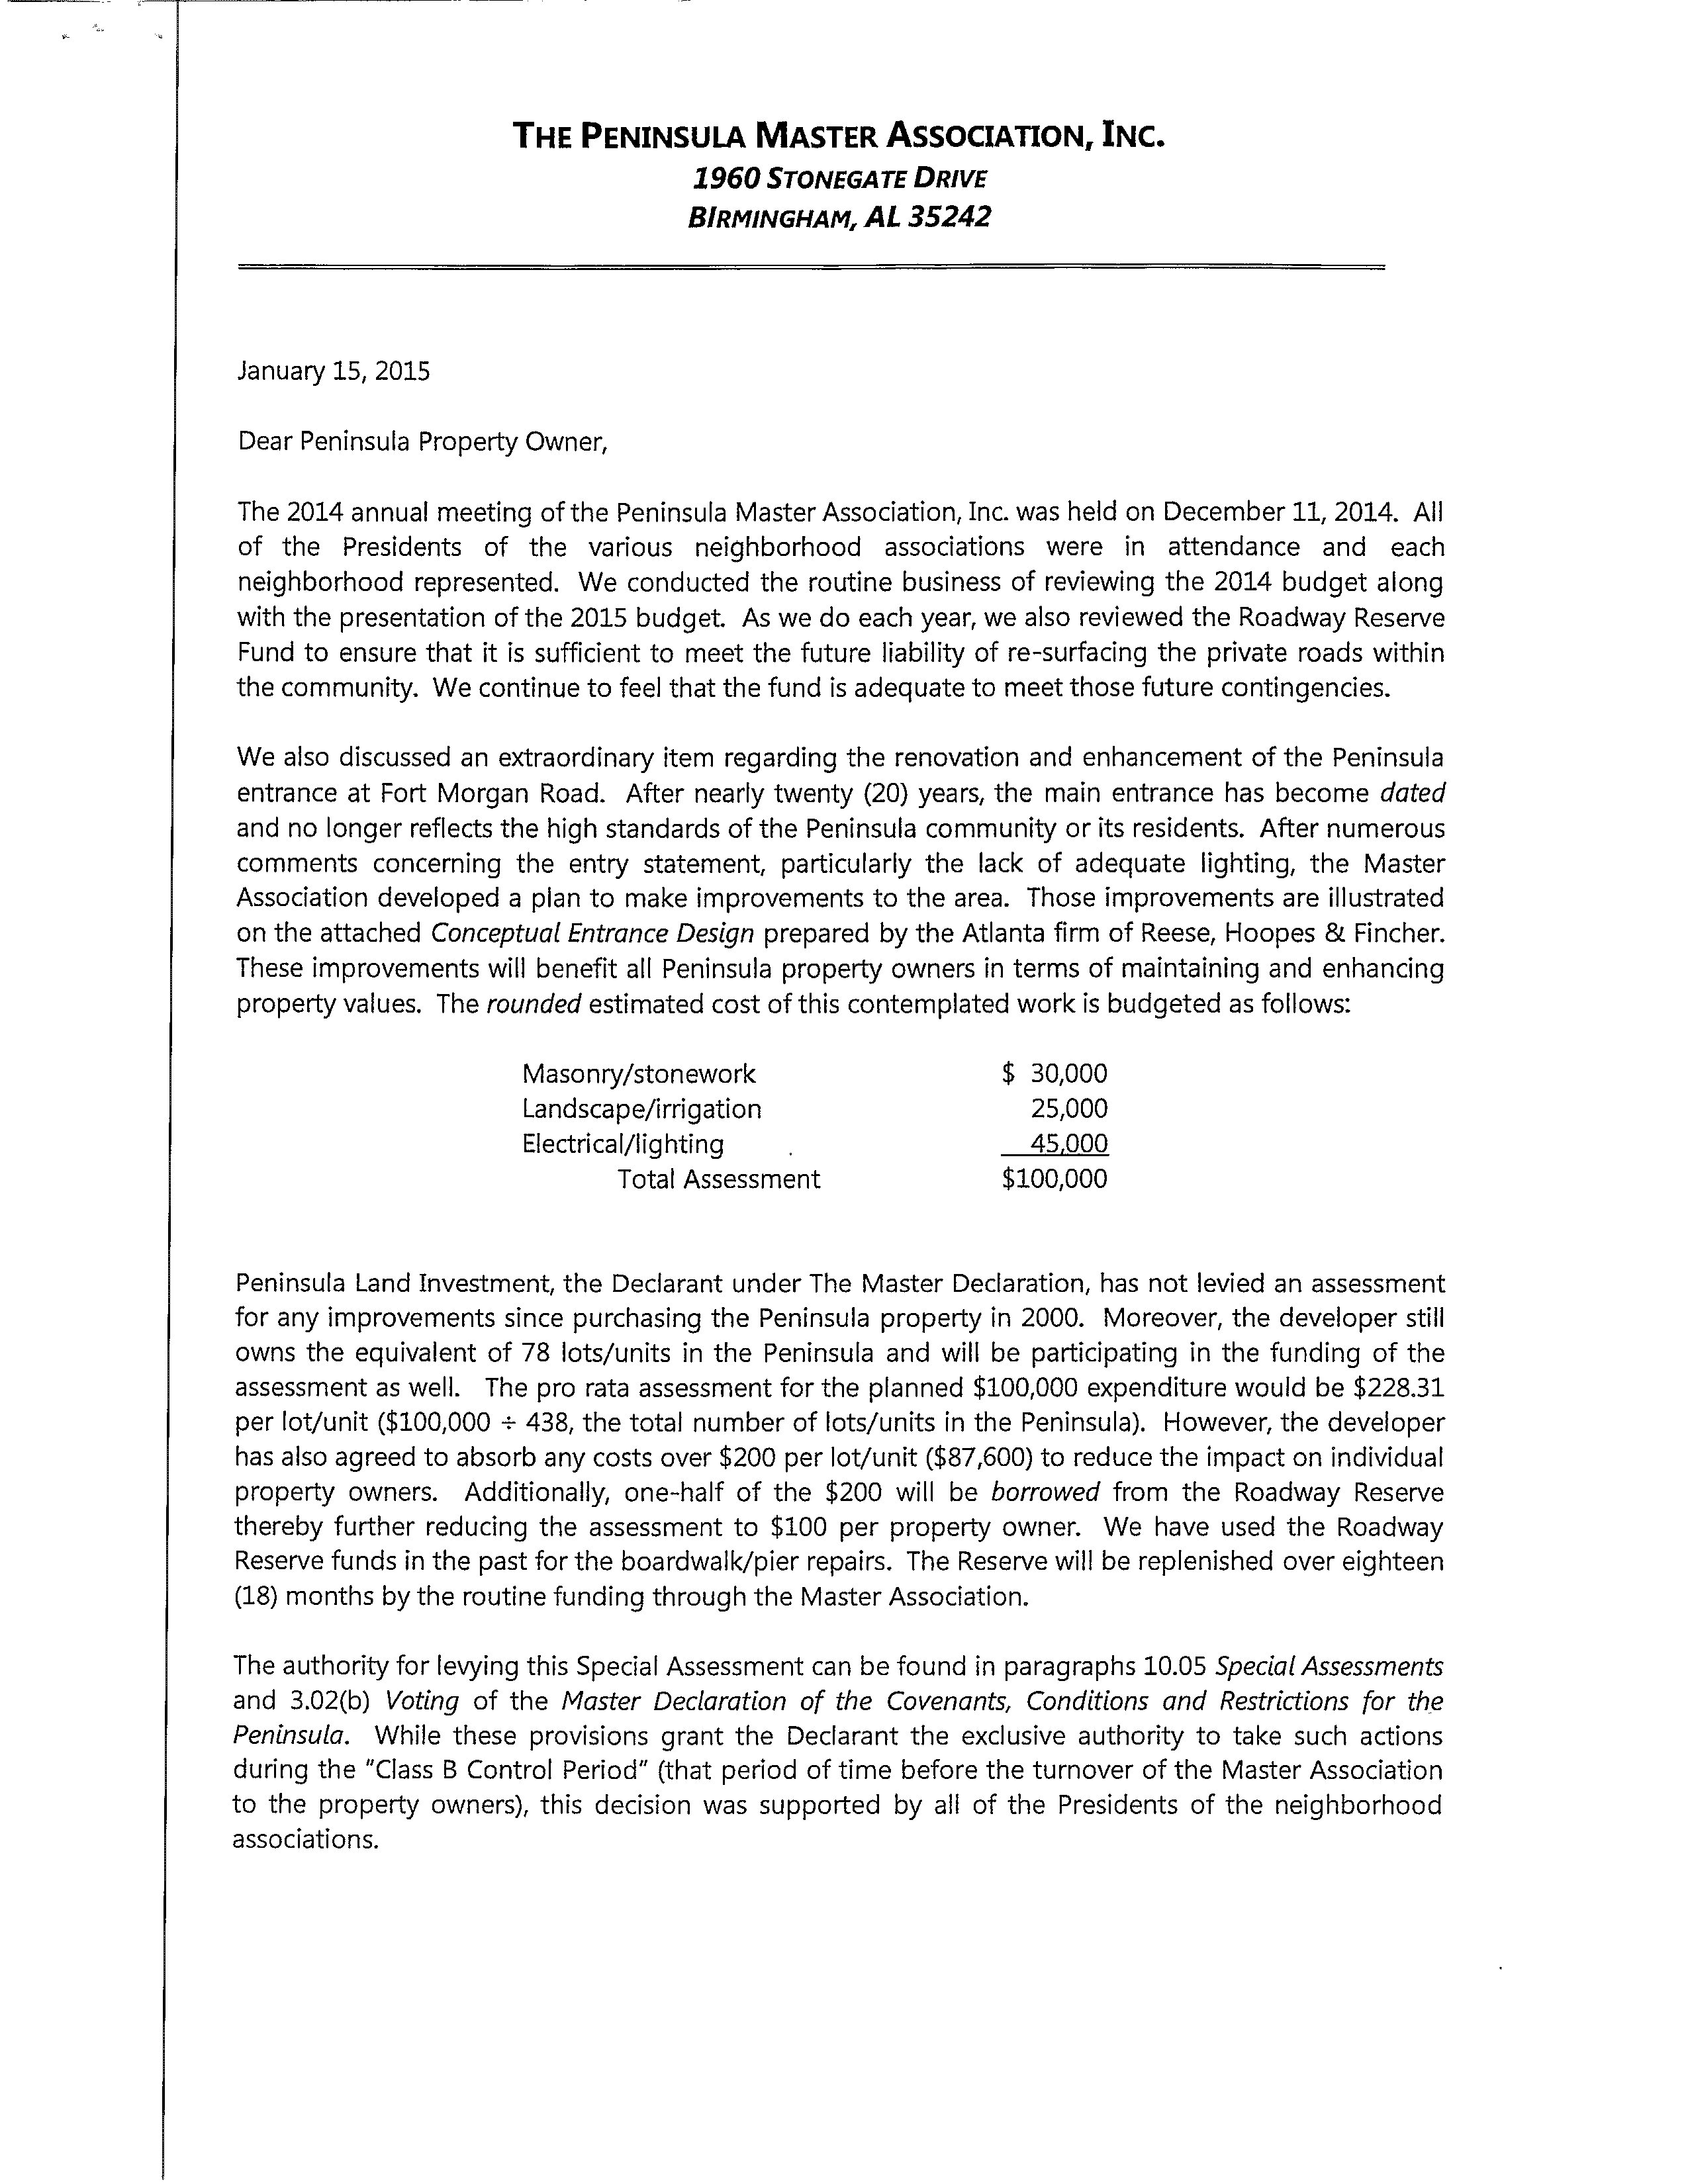 THE PENINSULA MASTER ASSOCIATION, INC.
1960 STONEGATE DRIVE
BIRMINGHAM, AL 35242
January 15, 2015
Dear Peninsula Property Owner,
The 2014 annual meeting of the Peninsula Master Association, Inc. was held on December 11, 2014. All
of the Presidents of the various neighborhood associations were in attendance and each
neighborhood represented. We conducted the routine business of reviewing the 2014 budget along
with the presentation of the 2015 budget. As we do each year, we also reviewed the Roadway Reserve
Fund to ensure that it is sufficient to meet the future liability of re-surfacing the private roads within
the community. We continue to feel that the fund is adequate to meet those future contingencies.
We also discussed an extraordinary item regarding the renovation and enhancement of the Peninsula
entrance at Fort Morgan Road. After nearly twenty (20) years, the main entrance has become dated
and no longer reflects the high standards of the Peninsula community or its residents. After numerous
comments concerning the entry statement, particularly the lack of adequate lighting, the Master
Association developed a plan to make improvements to the area. Those improvements are illustrated
on the attached Conceptual Entrance Design prepared by the Atlanta firm of Reese, Hoopes & Fincher.
These improvements will benefit all Peninsula property owners in terms of maintaining and enhancing
property values. The rounded estimated cost of this contemplated work is budgeted as follows:
Masonry/stonework $ 30,000
Landscape/irrigation 25,000
Electrical/lighting 45,000
Total Assessment $100,000
Peninsula Land Investment, the Declarant under The Master Declaration, has not levied an assessment
for any improvements since purchasing the Peninsula property in 2000. Moreover, the developer still
owns the equivalent of 78 lots/units in the Peninsula and will be participating in the funding of the
assessment as well. The pro rata assessment for the planned $100,000 expenditure would be $228.31
per lot/unit ($100,000 ÷ 438, the total number of lots/units in the Peninsula). However, the developer
has also agreed to absorb any costs over $200 per lot/unit ($87,600) to reduce the impact on individual
property owners. Additionally, one-half of the $200 will be borrowed from the Roadway Reserve
thereby further reducing the assessment to $100 per property owner. We have used the Roadway
Reserve funds in the past for the boardwalk/pier repairs. The Reserve will be replenished over eighteen
(18) months by the routine funding through the Master Association.
The authority for levying this Special Assessment can be found in paragraphs 10.05 Special Assessments
and 3.02(b) Voting of the Master Declaration of the Covenants, Conditions and Restrictions for the
Peninsula. While these provisions grant the Declarant the exclusive authority to take such actions
during the "Class B Control Period" (that period of time before the turnover of the Master Association
to the property owners), this decision was supported by all of the Presidents of the neighborhood
associations.